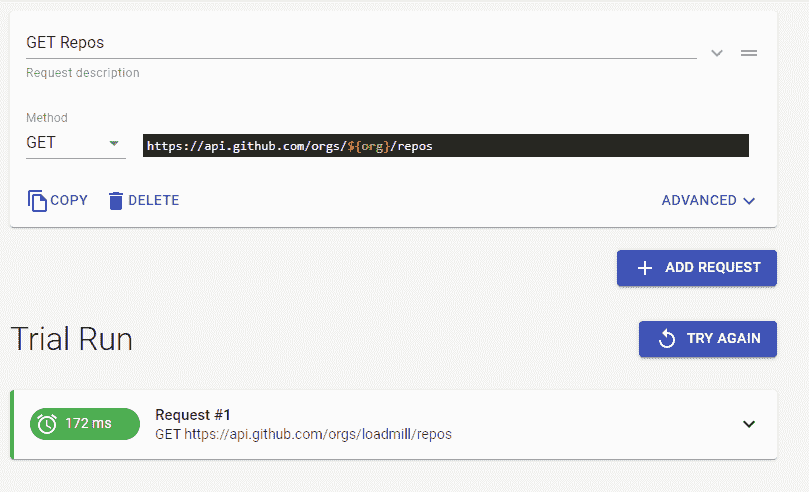 GET Repos
Request description
Method
GET
https://api.github.com/orgs/${org}/repos
COPY DELETE ADVANCED
ADD REQUEST
Trial Run
TRY AGAIN
172 ms
Request #1
GET https://api.github.com/orgs/loadmill/repos